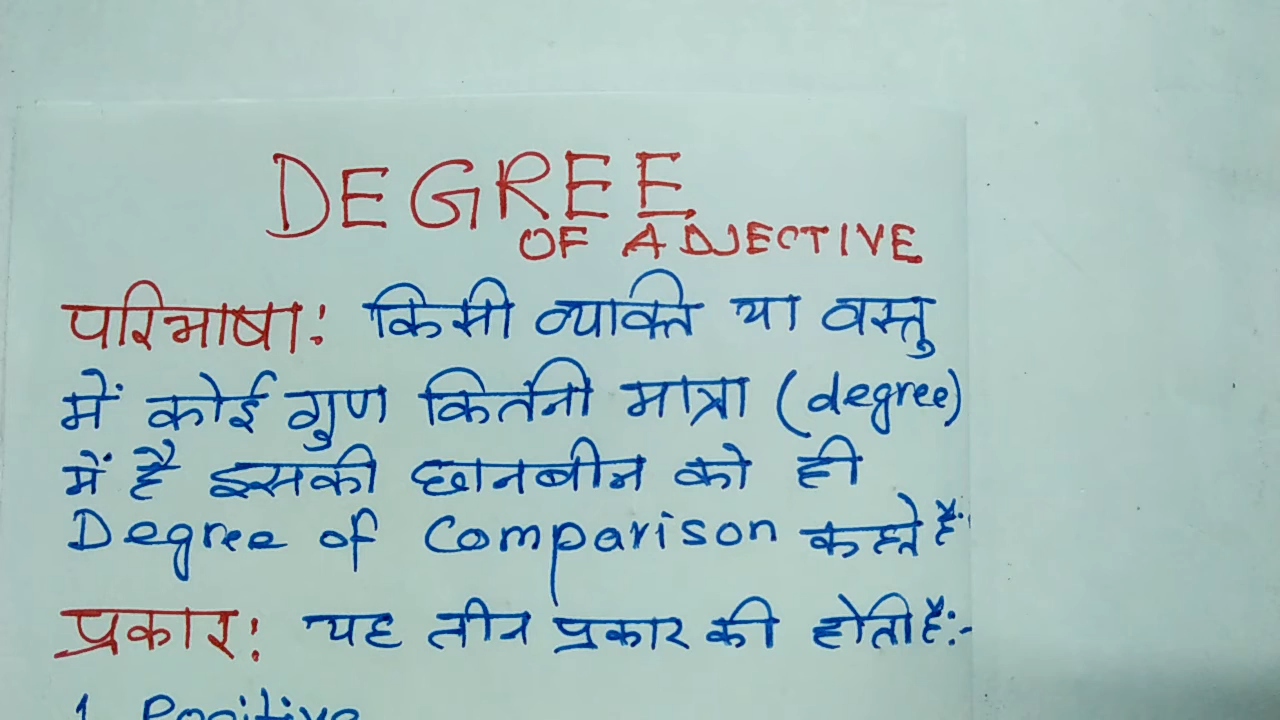 DEGREE
OF ADJECTIVE
परिभाषा: किसी व्यक्ति या वस्तु
में कोई गुण कितनी मात्रा (degree)
में है इसकी छानबीन को ही
Degree of Comparison कहते हैं
प्रकार: यह तीन प्रकार की होती हैं:-
1. Positive